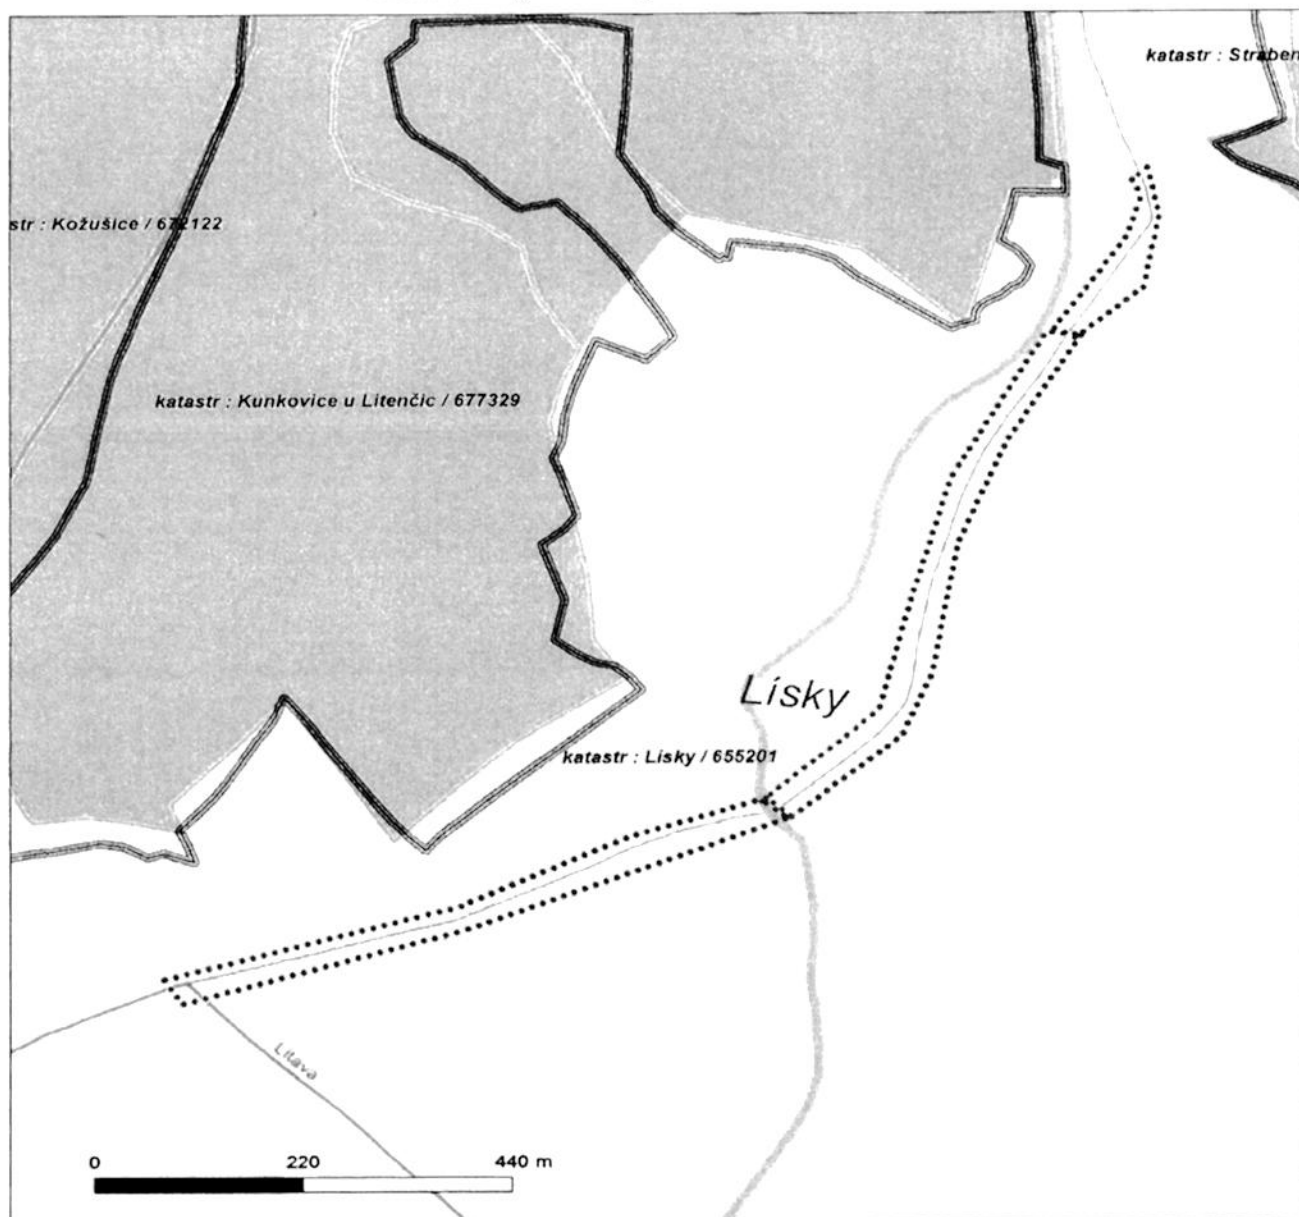 katastr : Straben
str : Kožušice / 672122
katastr : Kunkovice u Litenčic / 677329
Lísky
katastr : Lísky / 655201
Litava
0 220 440 m